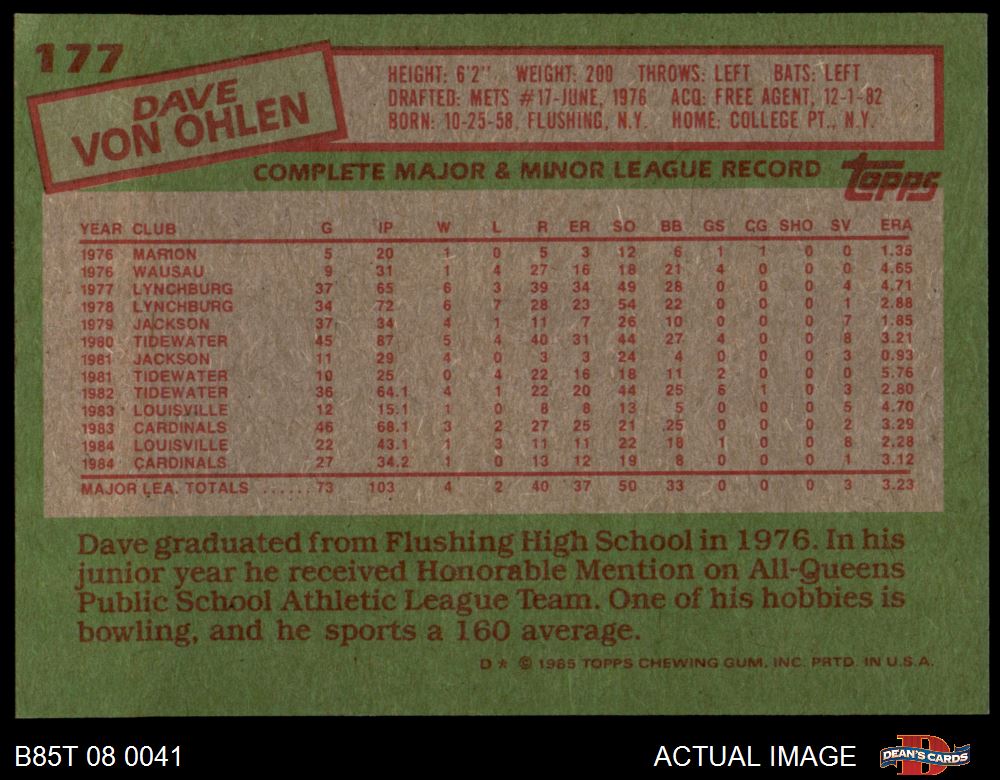 177
DAVE
VON OHLEN
HEIGHT: 6'2" WEIGHT: 200 THROWS: LEFT BATS: LEFT
DRAFTED: METS #17-JUNE, 1976 ACQ: FREE AGENT, 12-1-82
BORN: 10-25-58, FLUSHING, N.Y. HOME: COLLEGE PT., N.Y.
COMPLETE MAJOR & MINOR LEAGUE RECORD
topps
YEAR CLUB G IP W L R ER SO BB GS CG SHO SV ERA
1976 MARION 5 20 1 0 5 3 12 6 1 1 0 0 1.35
1976 WAUSAU 9 31 1 4 27 16 18 21 4 0 0 0 4.65
1977 LYNCHBURG 37 65 6 3 39 34 49 28 0 0 0 4 4.71
1978 LYNCHBURG 34 72 6 7 28 23 54 22 0 0 0 1 2.88
1979 JACKSON 37 34 4 1 11 7 26 10 0 0 0 7 1.85
1980 TIDEWATER 45 87 5 4 40 31 44 27 4 0 0 8 3.21
1981 JACKSON 11 29 4 0 3 3 24 4 0 0 0 3 0.93
1981 TIDEWATER 10 25 0 4 22 16 18 11 2 0 0 0 5.76
1982 TIDEWATER 36 64.1 4 1 22 20 44 25 6 1 0 3 2.80
1983 LOUISVILLE 12 15.1 1 0 8 8 13 5 0 0 0 5 4.70
1983 CARDINALS 46 68.1 3 2 27 25 21 25 0 0 0 2 3.29
1984 LOUISVILLE 22 43.1 1 3 11 11 22 18 1 0 0 8 2.28
1984 CARDINALS 27 34.2 1 0 13 12 19 8 0 0 0 1 3.12
MAJOR LEA. TOTALS ......73 103 4 2 40 37 50 33 0 0 0 3 3.23
Dave graduated from Flushing High School in 1976. In his
junior year he received Honorable Mention on All-Queens
Public School Athletic League Team. One of his hobbies is
bowling, and he sports a 160 average.
D * © 1985 TOPPS CHEWING GUM, INC. PRTD. IN U.S.A.
B85T 08 0041 ACTUAL IMAGE DEAN'S CARDS